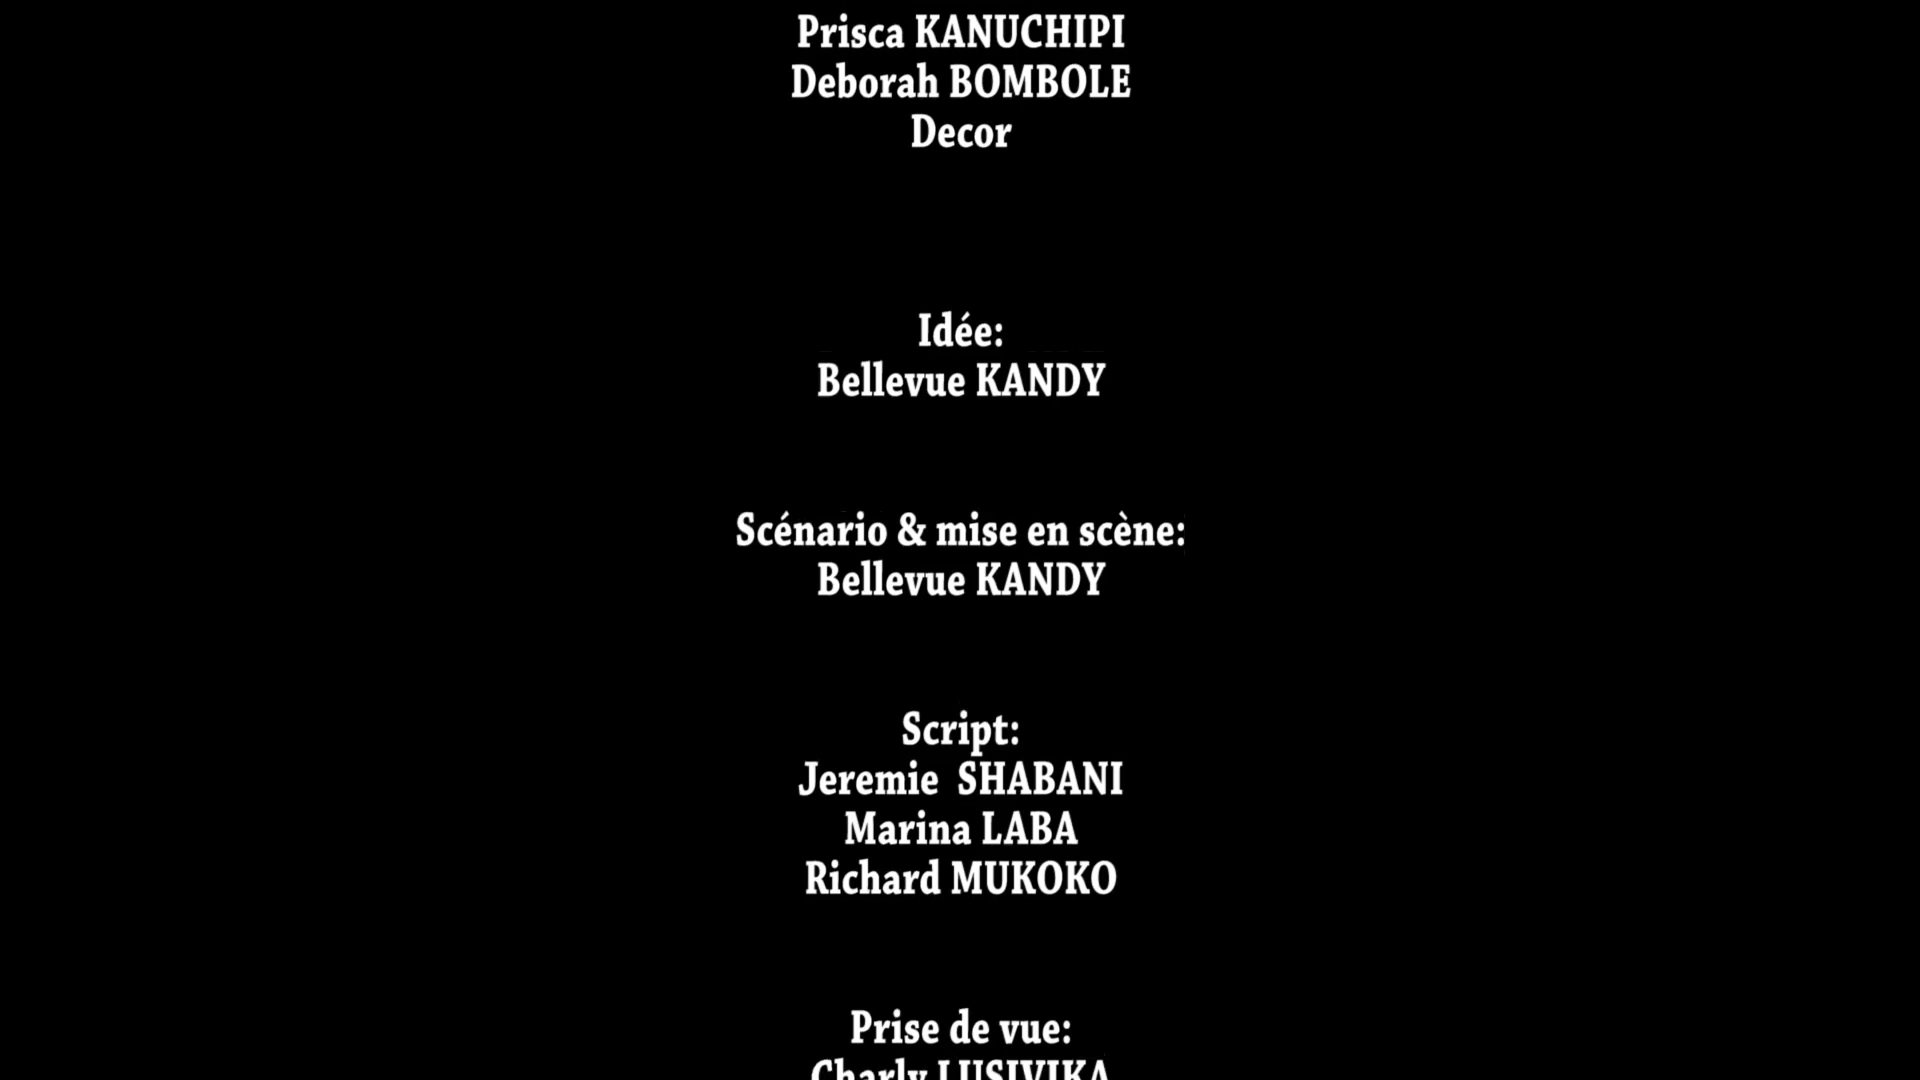 Prisca KANUCHIPI
Deborah BOMBOLE
Decor
Idée:
Bellevue KANDY
Scénario & mise en scène:
Bellevue KANDY
Script:
Jeremie  SHABANI
Marina LABA
Richard MUKOKO
Prise de vue:
Charly LUSIVIKA